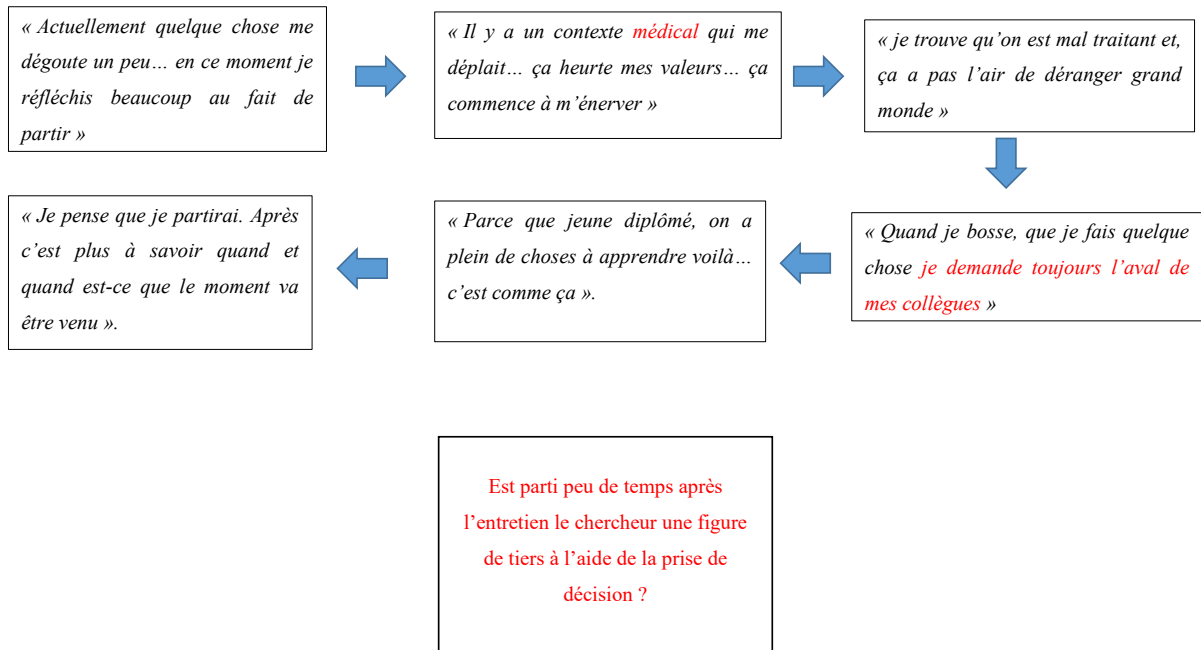 « Actuellement quelque chose me
dégoute un peu… en ce moment je
réfléchis beaucoup au fait de
partir »
« Il y a un contexte médical qui me
déplait… ça heurte mes valeurs… ça
commence à m’énerver »
« je trouve qu’on est mal traitant et,
ça a pas l’air de déranger grand
monde »
« Quand je bosse, que je fais quelque
chose je demande toujours l’aval de
mes collègues »
« Parce que jeune diplômé, on a
plein de choses à apprendre voilà…
c’est comme ça ».
« Je pense que je partirai. Après
c’est plus à savoir quand et
quand est-ce que le moment va
être venu ».
Est parti peu de temps après
l’entretien le chercheur une figure
de tiers à l’aide de la prise de
décision ?